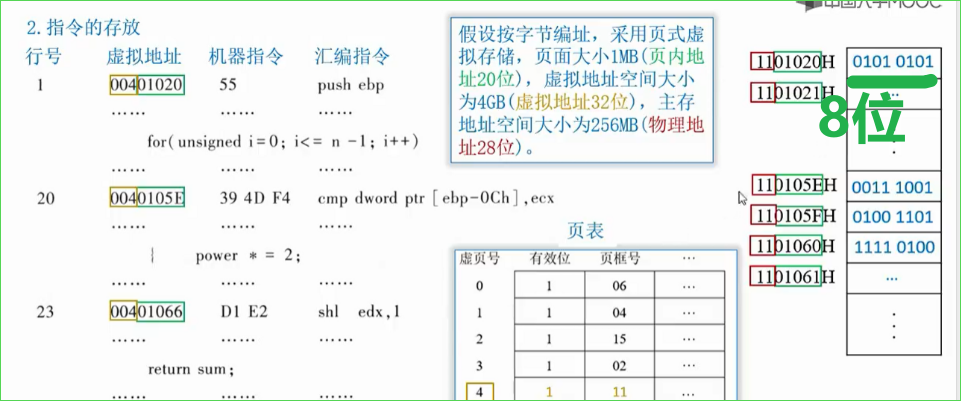 中国大学MOOC
2.指令的存放
行号 虚拟地址 机器指令 汇编指令
1 00401020 55 push ebp
…… …… ……
for(unsigned i=0; i<= n -1; i++)
…… …… ……
20 0040105E 39 4D F4 cmp dword ptr [ebp-0Ch],ecx
…… …… ……
{ power * = 2;
…… …… ……
23 00401066 D1 E2 shl edx,1
…… …… ……
return sum;
…… …… ……
假设按字节编址，采用页式虚
拟存储，页面大小1MB(页内地
址20位)，虚拟地址空间大小
为4GB(虚拟地址32位)，主存
地址空间大小为256MB(物理地
址28位)。
页表
虚页号 有效位 页框号 …
0 1 06 …
1 1 04 …
2 1 15 …
3 1 02 …
4 1 11 …
1101020H 0101 0101
1101021H …
8位
110105EH 0011 1001
110105FH 0100 1101
1101060H 1111 0100
1101061H …